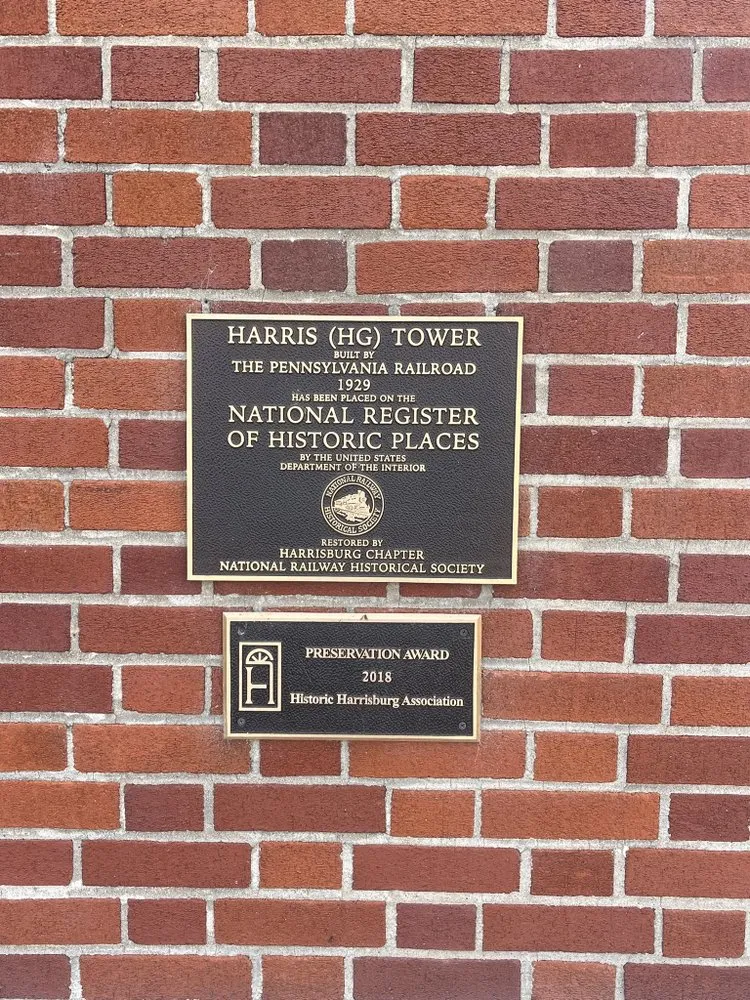 HARRIS (HG) TOWER
BUILT BY
THE PENNSYLVANIA RAILROAD
1929
HAS BEEN PLACED ON THE
NATIONAL REGISTER
OF HISTORIC PLACES
BY THE UNITED STATES
DEPARTMENT OF THE INTERIOR
NATIONAL RAILWAY
HISTORICAL SOCIETY
RESTORED BY
HARRISBURG CHAPTER
NATIONAL RAILWAY HISTORICAL SOCIETY
PRESERVATION AWARD
2018
Historic Harrisburg Association
H